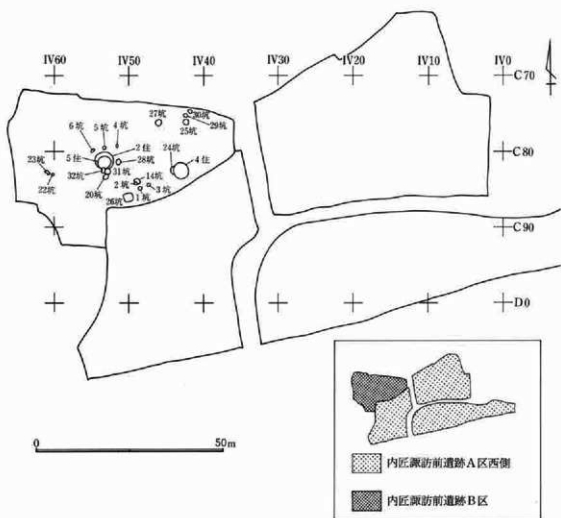 IV60 IV50 IV40 IV30 IV20 IV10 IV0
C70
27坑 30坑
29坑
25坑
6坑 5坑 4坑 2住
C80
5住 28坑 24坑 4住
23坑
32坑 31坑 14坑
22坑 20坑 2坑 3坑
26坑 1坑
C90
D0
0 50m
内匠諏訪前遺跡A区西側
内匠諏訪前遺跡B区